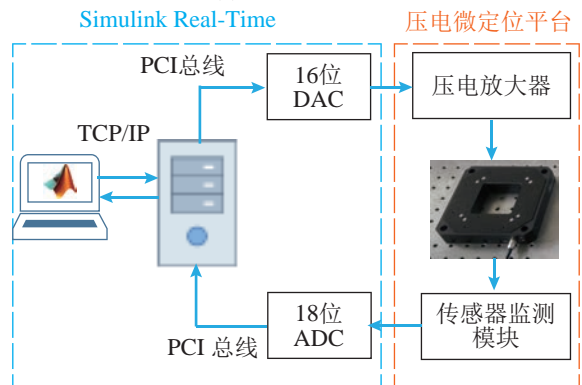 Simulink Real-Time
压电微定位平台
PCI总线
16位
DAC
压电放大器
TCP/IP
18位
ADC
传感器监测
模块
PCI 总线